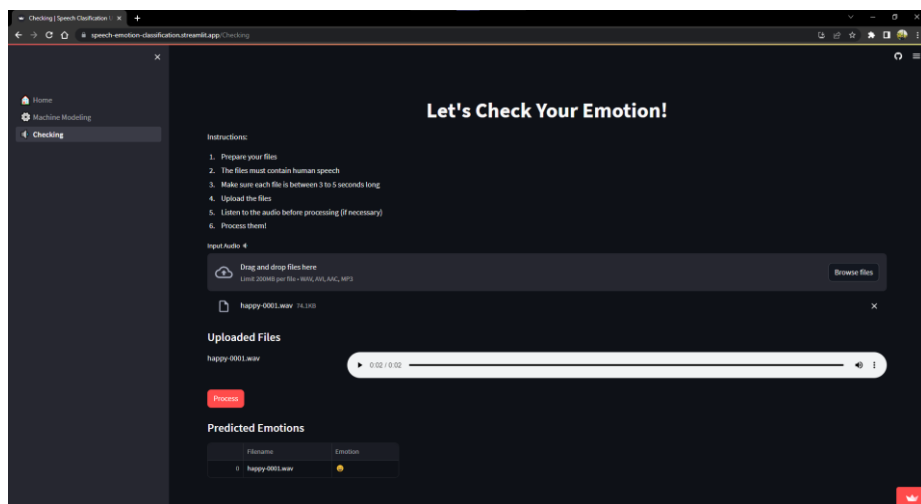 Checking | Speech Clasification
speech-emotion-clasification.streamlit.app/Checking
Home
Machine Modeling
Checking
Let's Check Your Emotion!
Instructions:
1. Prepare your files
2. The files must contain human speech
3. Make sure each file is between 3 to 5 seconds long
4. Upload the files
5. Listen to the audio before processing (if necessary)
6. Process them!
Input Audio
Drag and drop files here
Limit 200MB per file • WAV, AVI, AAC, MP3
Browse files
happy-0001.wav 74.1KB
Uploaded Files
happy-0001.wav
0:02 / 0:02
Process
Predicted Emotions
Filename Emotion
0 happy-0001.wav 😀